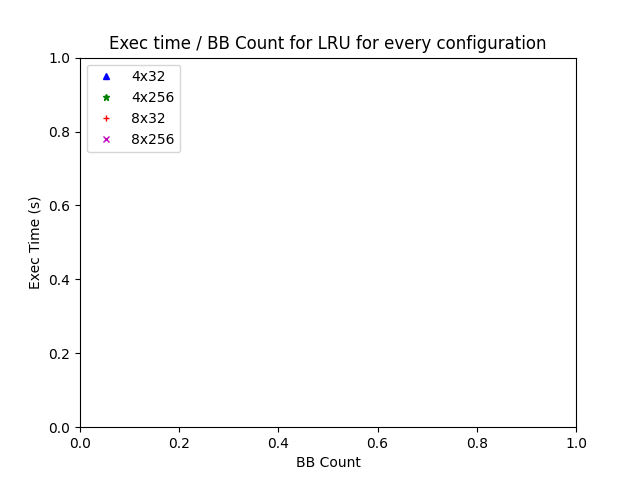 Exec time / BB Count for LRU for every configuration
1.0
0.8
0.6
0.4
0.2
0.0
Exec Time (s)
4x32
4x256
8x32
8x256
0.0 0.2 0.4 0.6 0.8 1.0
BB Count